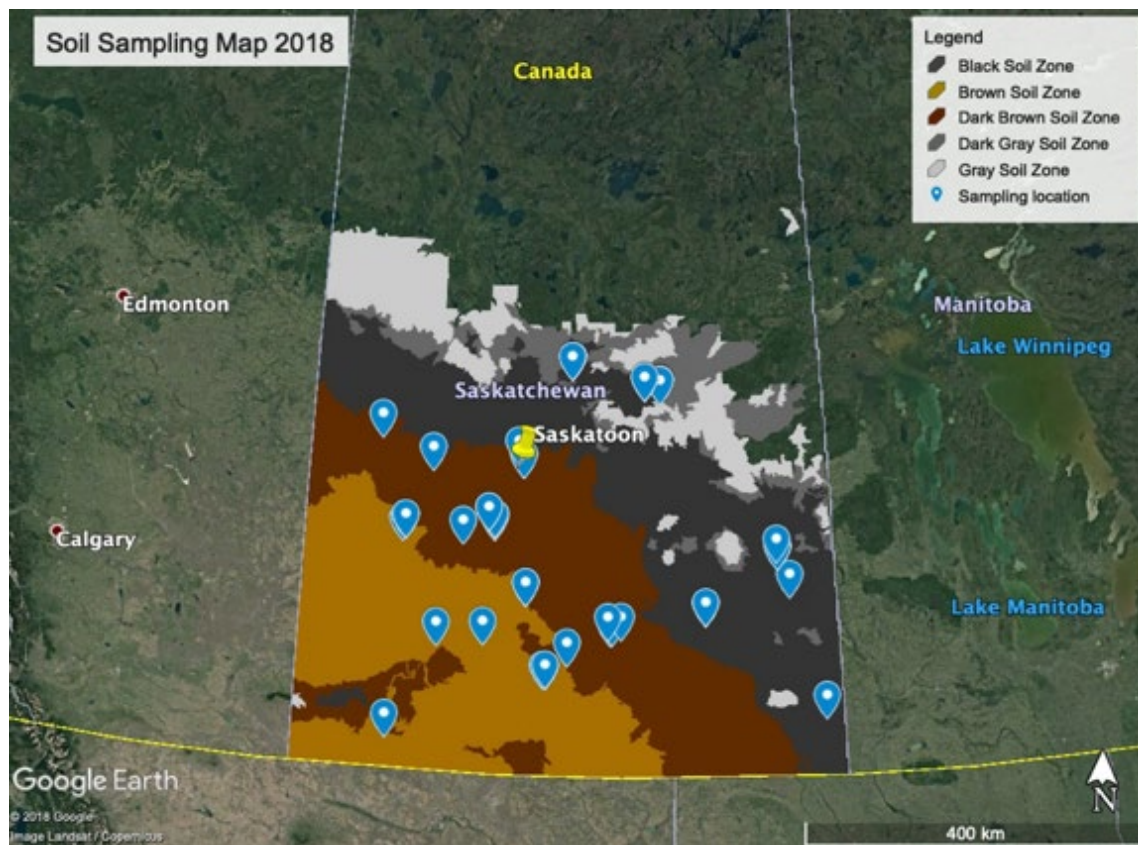 Soil Sampling Map 2018
Canada
Legend
Black Soil Zone
Brown Soil Zone
Dark Brown Soil Zone
Dark Gray Soil Zone
Gray Soil Zone
Sampling location
Edmonton
Manitoba
Lake Winnipeg
Saskatchewan
Saskatoon
Calgary
Lake Manitoba
Google Earth
© 2018 Google
Image Landsat / Copernicus
N
400 km